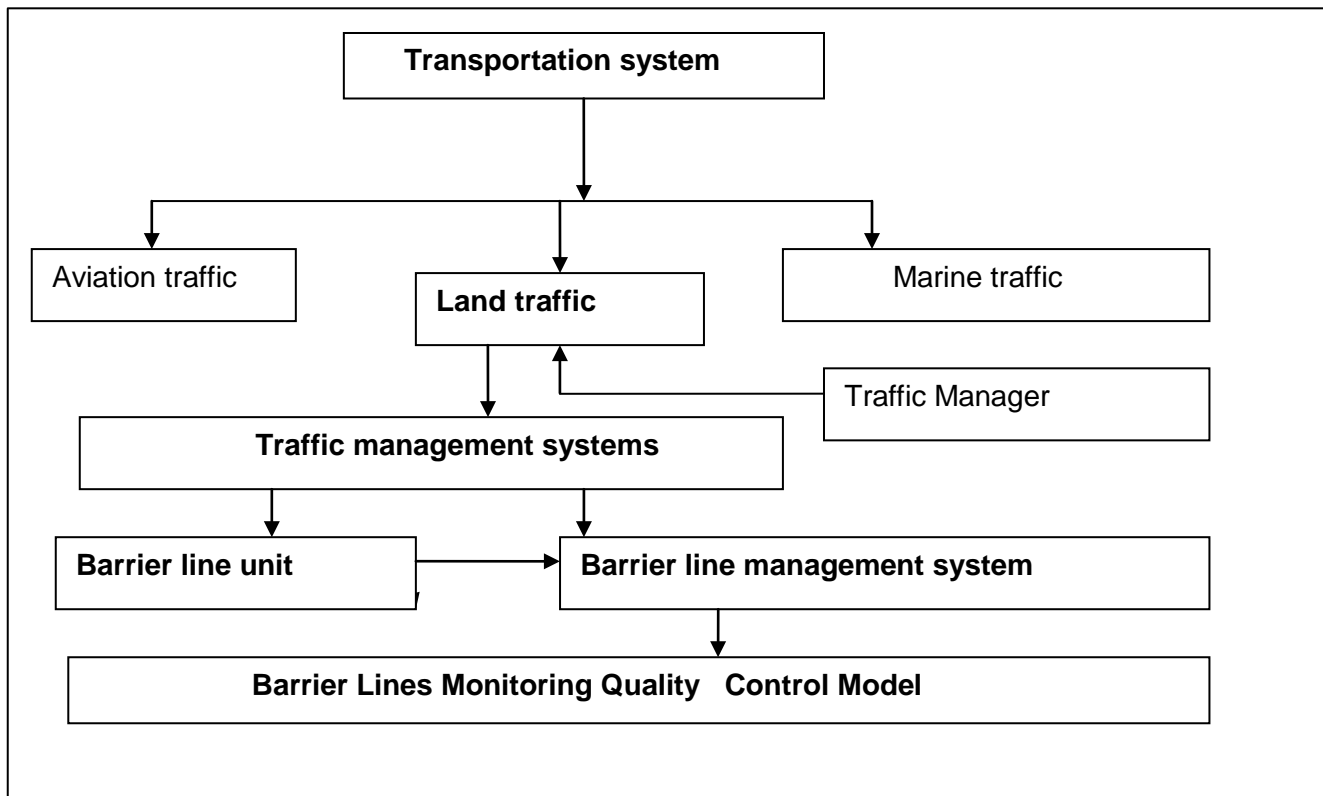 Transportation system
Aviation traffic
Land traffic
Marine traffic
Traffic Manager
Traffic management systems
Barrier line unit
Barrier line management system
Barrier Lines Monitoring Quality Control Model